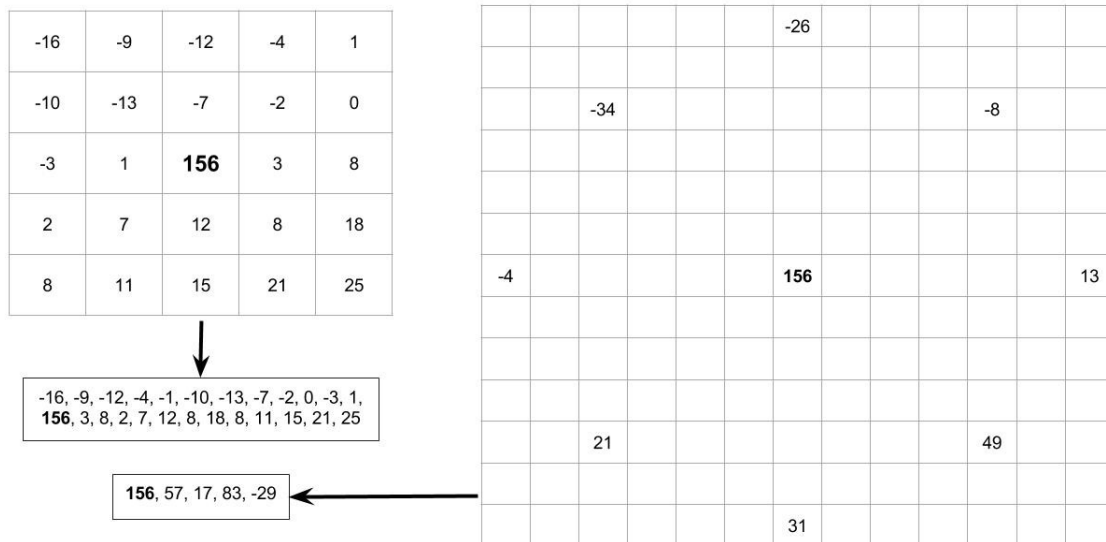 -16 -9 -12 -4 1
-10 -13 -7 -2 0
-3 1 156 3 8
2 7 12 8 18
8 11 15 21 25
-16, -9, -12, -4, -1, -10, -13, -7, -2, 0, -3, 1,
156, 3, 8, 2, 7, 12, 8, 18, 8, 11, 15, 21, 25
156, 57, 17, 83, -29
-26
-34 -8
-4 156 13
21 49
31